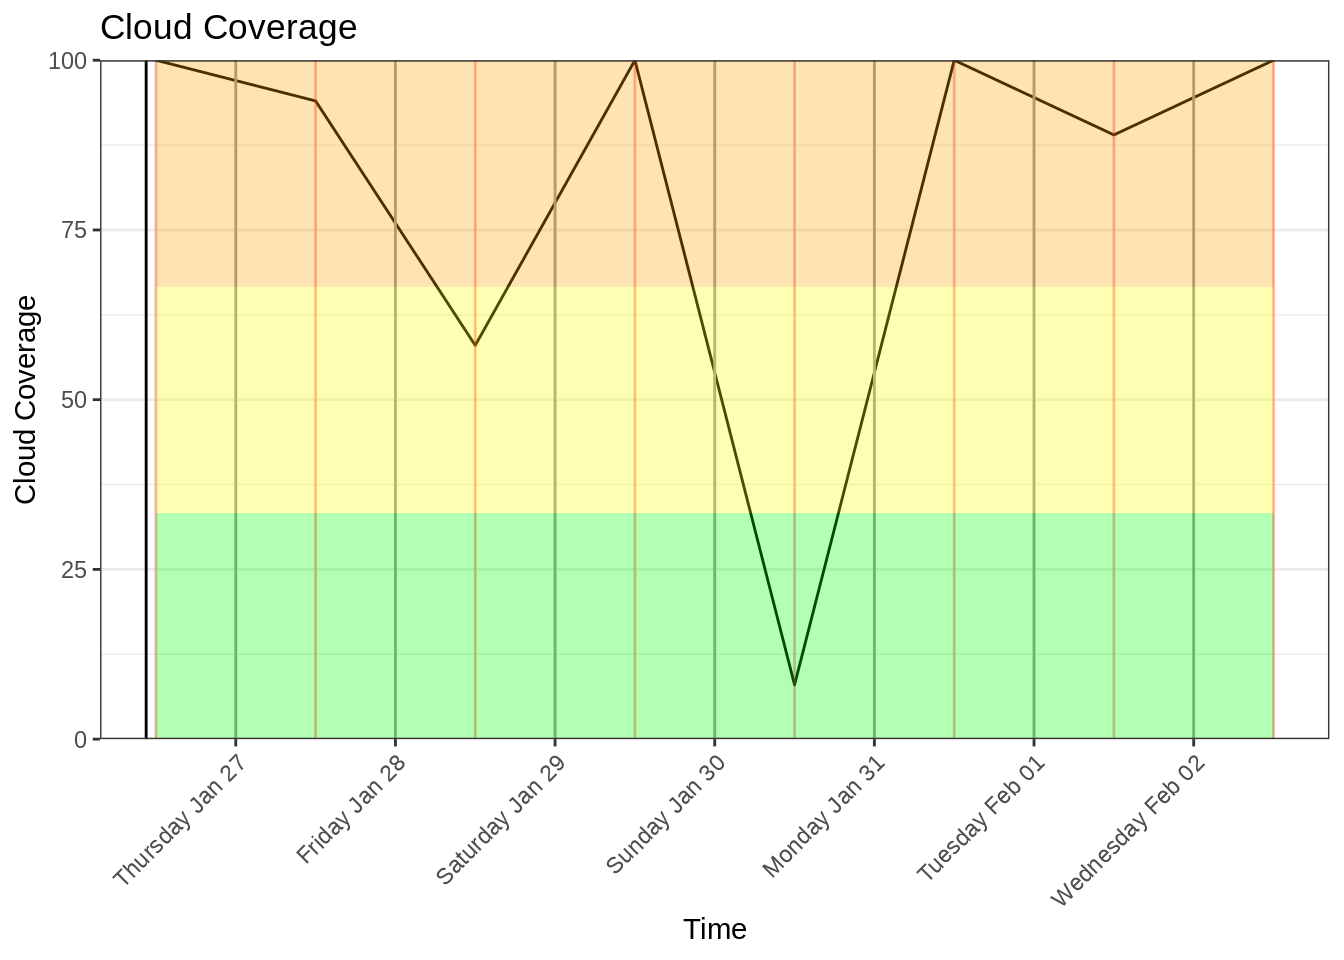 Cloud Coverage
100
75
50
25
0
Cloud Coverage
Thursday Jan 27
Friday Jan 28
Saturday Jan 29
Sunday Jan 30
Monday Jan 31
Tuesday Feb 01
Wednesday Feb 02
Time